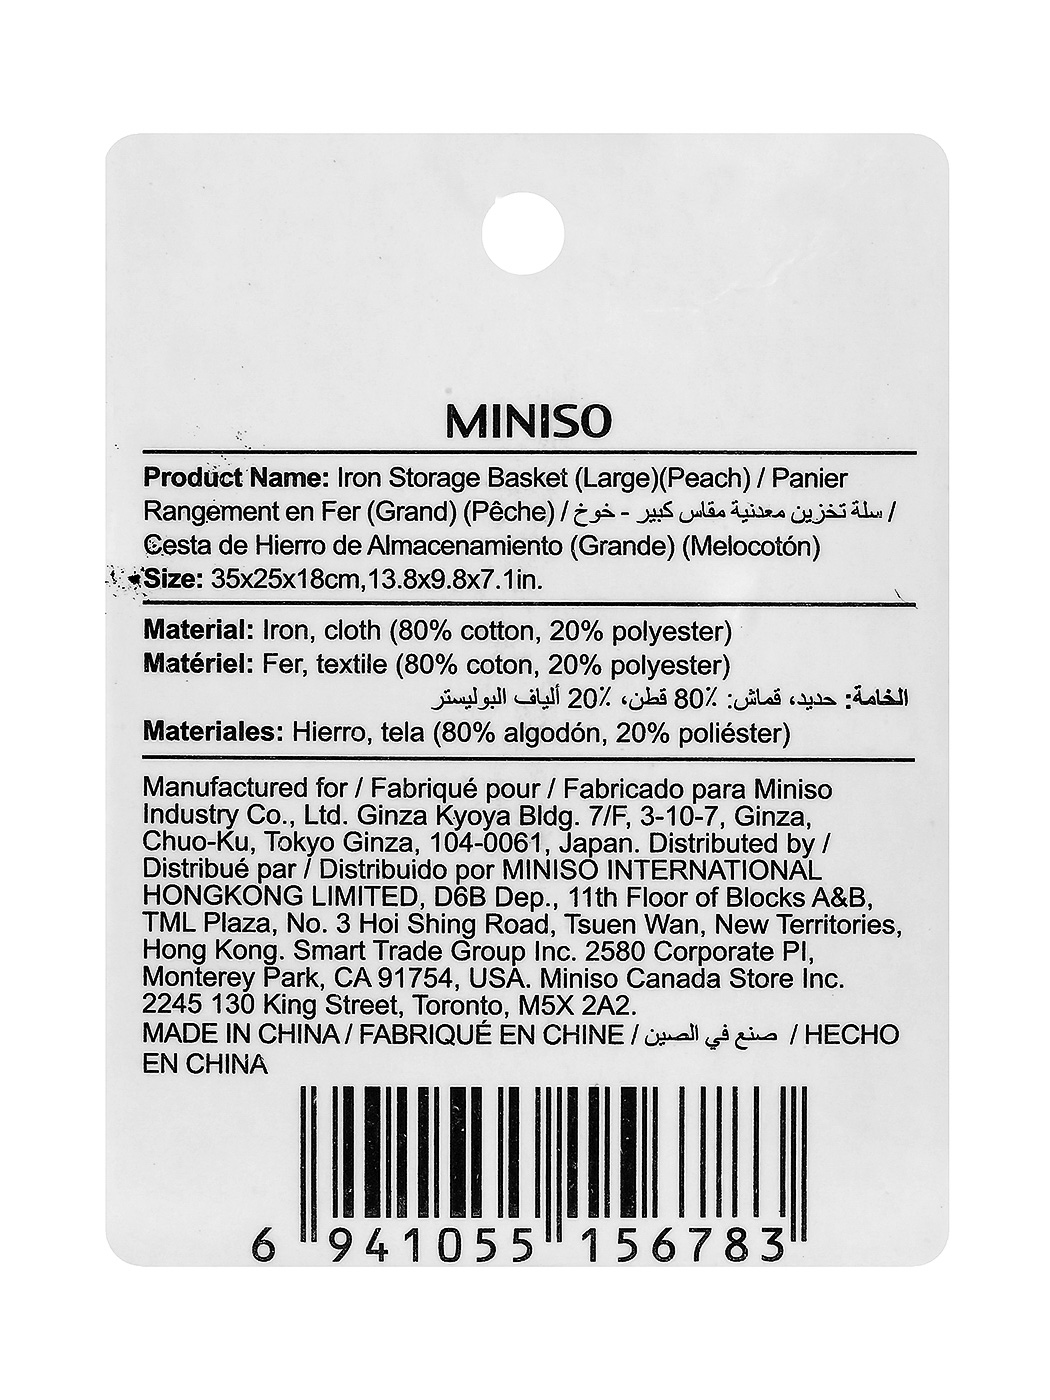 MINISO
Product Name: Iron Storage Basket (Large)(Peach) / Panier
Rangement en Fer (Grand) (Pêche) / سلة تخزين معدنية مقاس كبير - خوخ /
Cesta de Hierro de Almacenamiento (Grande) (Melocotón)
Size: 35x25x18cm,13.8x9.8x7.1in.
Material: Iron, cloth (80% cotton, 20% polyester)
Matériel: Fer, textile (80% coton, 20% polyester)
الخامة: حديد، قماش: 80٪ قطن، 20٪ ألياف البوليستر
Materiales: Hierro, tela (80% algodón, 20% poliéster)
Manufactured for / Fabriqué pour / Fabricado para Miniso
Industry Co., Ltd. Ginza Kyoya Bldg. 7/F, 3-10-7, Ginza,
Chuo-Ku, Tokyo Ginza, 104-0061, Japan. Distributed by /
Distribué par / Distribuido por MINISO INTERNATIONAL
HONGKONG LIMITED, D6B Dep., 11th Floor of Blocks A&B,
TML Plaza, No. 3 Hoi Shing Road, Tsuen Wan, New Territories,
Hong Kong. Smart Trade Group Inc. 2580 Corporate Pl,
Monterey Park, CA 91754, USA. Miniso Canada Store Inc.
2245 130 King Street, Toronto, M5X 2A2.
MADE IN CHINA / FABRIQUÉ EN CHINE / صنع في الصين / HECHO
EN CHINA
6 941055 156783